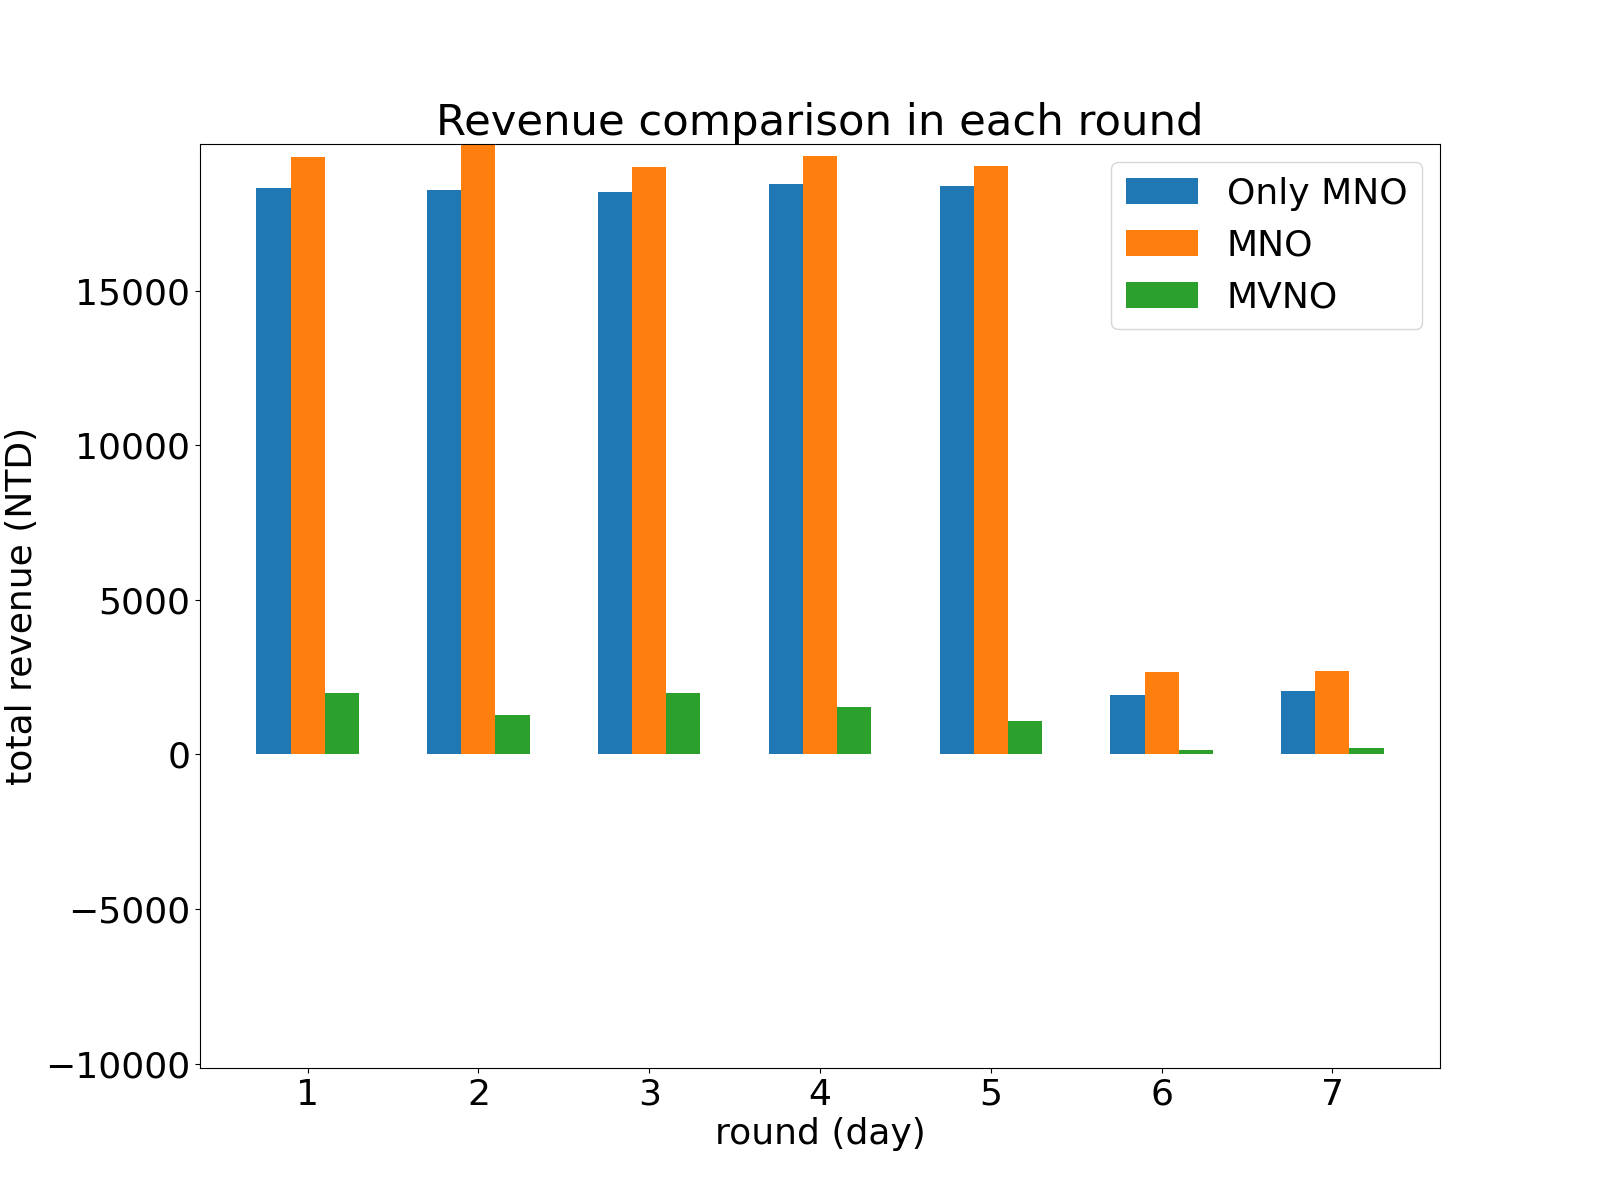 Revenue comparison in each round
Only MNO
MNO
MVNO
15000
10000
5000
0
−5000
−10000
total revenue (NTD)
1 2 3 4 5 6 7
round (day)